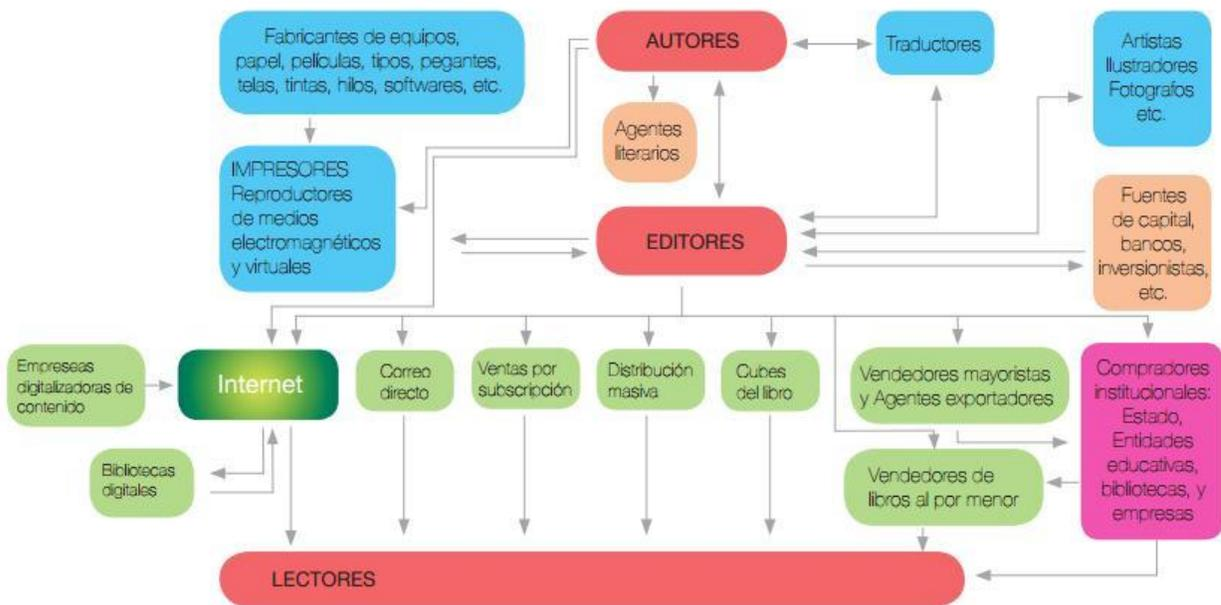 Fabricantes de equipos,
papel, películas, tipos, pegantes,
telas, tintas, hilos, softwares, etc.
AUTORES
Traductores
Artistas
Ilustradores
Fotografos
etc.
Agentes
literarios
IMPRESORES
Reproductores
de medios
electromagnéticos
y virtuales
EDITORES
Fuentes
de capital,
bancos,
inversionistas,
etc.
Empreseas
digitalizadoras de
contenido
Internet
Correo
directo
Ventas por
subscripción
Distribución
masiva
Cubes
del libro
Vendedores mayoristas
y Agentes exportadores
Compradores
institucionales:
Estado,
Entidades
educativas,
bibliotecas, y
empresas
Bibliotecas
digitales
Vendedores de
libros al por menor
LECTORES